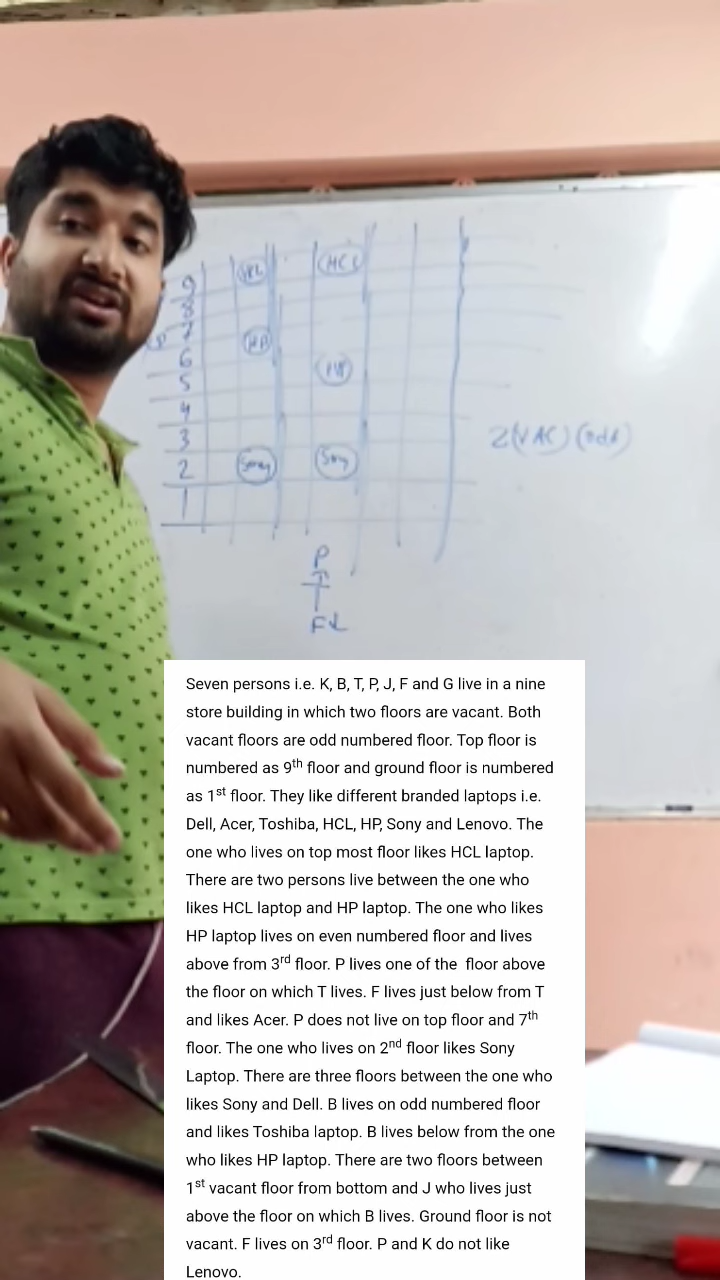 9 HCL HCL
8
7 HP
6
5 HP
4
3
2 Sony Sony
1
2(VAC)(odd)
P
T
F
Seven persons i.e. K, B, T, P, J, F and G live in a nine
store building in which two floors are vacant. Both
vacant floors are odd numbered floor. Top floor is
numbered as 9th floor and ground floor is numbered
as 1st floor. They like different branded laptops i.e.
Dell, Acer, Toshiba, HCL, HP, Sony and Lenovo. The
one who lives on top most floor likes HCL laptop.
There are two persons live between the one who
likes HCL laptop and HP laptop. The one who likes
HP laptop lives on even numbered floor and lives
above from 3rd floor. P lives one of the floor above
the floor on which T lives. F lives just below from T
and likes Acer. P does not live on top floor and 7th
floor. The one who lives on 2nd floor likes Sony
Laptop. There are three floors between the one who
likes Sony and Dell. B lives on odd numbered floor
and likes Toshiba laptop. B lives below from the one
who likes HP laptop. There are two floors between
1st vacant floor from bottom and J who lives just
above the floor on which B lives. Ground floor is not
vacant. F lives on 3rd floor. P and K do not like
Lenovo.